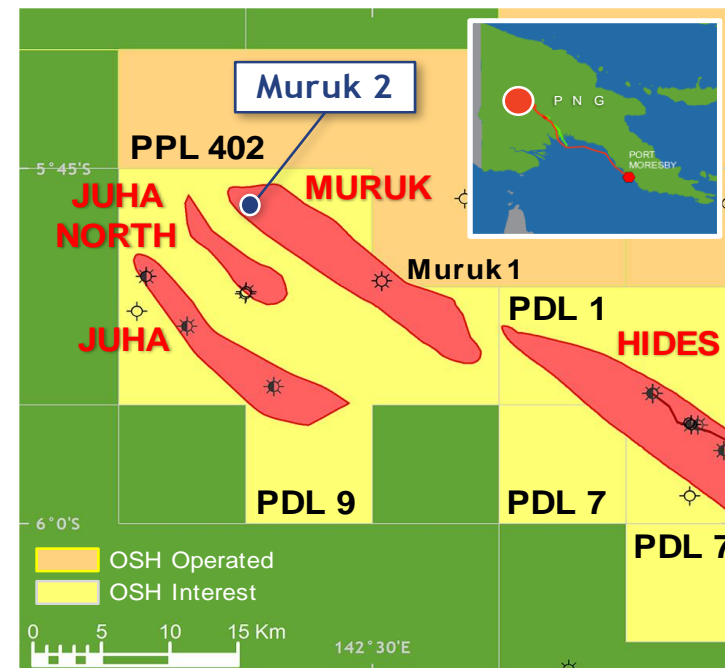 Muruk 2
P N G
PORT
MORESBY
PPL 402
5°45'S
JUHA
NORTH
MURUK
Muruk 1
PDL 1
HIDES
JUHA
PDL 9
PDL 7
6°0'S
PDL 7
OSH Operated
OSH Interest
0 5 10 15 Km
142°30'E